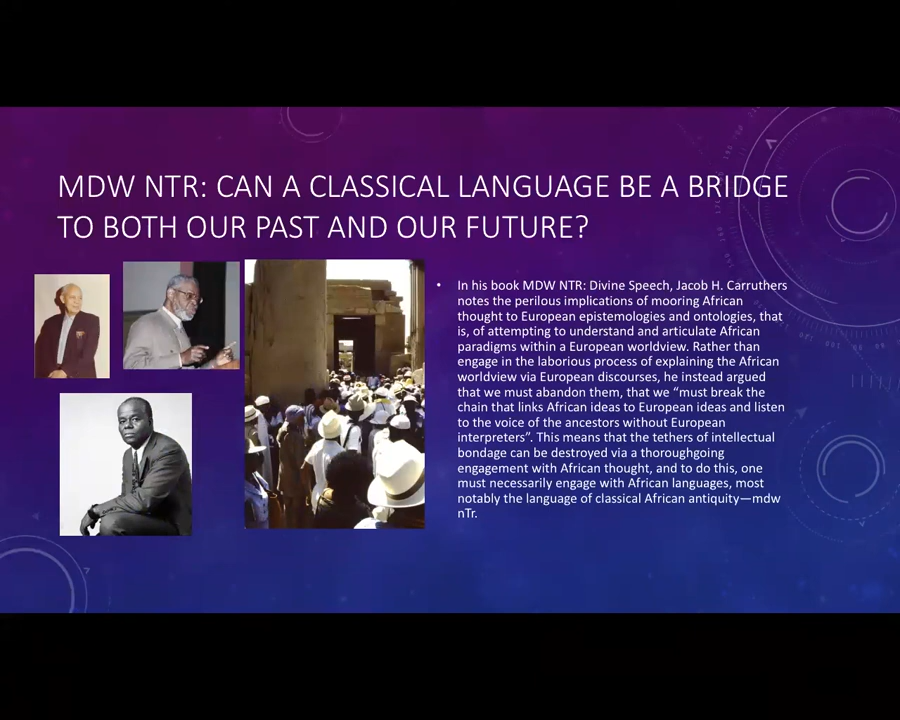 MDW NTR: CAN A CLASSICAL LANGUAGE BE A BRIDGE
TO BOTH OUR PAST AND OUR FUTURE?
• In his book MDW NTR: Divine Speech, Jacob H. Carruthers
notes the perilous implications of mooring African
thought to European epistemologies and ontologies, that
is, of attempting to understand and articulate African
paradigms within a European worldview. Rather than
engage in the laborious process of explaining the African
worldview via European discourses, he instead argued
that we must abandon them, that we “must break the
chain that links African ideas to European ideas and listen
to the voice of the ancestors without European
interpreters”. This means that the tethers of intellectual
bondage can be destroyed via a thoroughgoing
engagement with African thought, and to do this, one
must necessarily engage with African languages, most
notably the language of classical African antiquity—mdw
nTr.